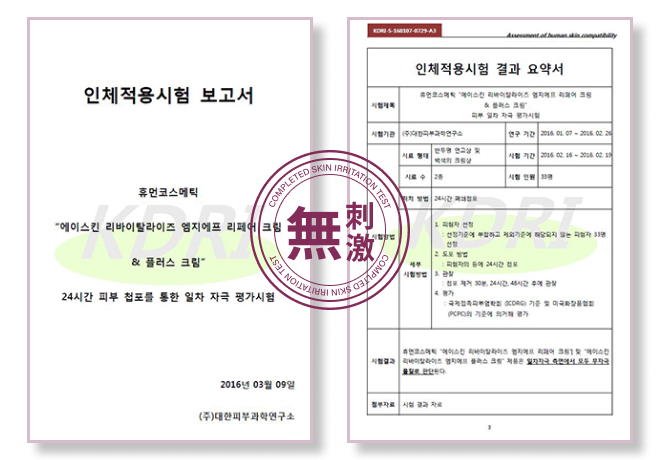 인체적용시험 보고서
휴먼코스메틱
"에이스킨 리바이탈라이즈 엠지에프 리페어 크림
& 플러스 크림"
24시간 피부 첩포를 통한 일차 자극 평가시험
2016년 03월 09일
(주)대한피부과학연구소
KDRI
COMPLETED SKIN IRRITATION TEST
無
刺
激
COMPLETED SKIN IRRITATING TEST
KDRI-S-160107-0729-A3
Assessment of human skin compatibility
인체적용시험 결과 요약서
시험제목
휴먼코스메틱 "에이스킨 리바이탈라이즈 엠지에프 리페어 크림
& 플러스 크림"
피부 일차 자극 평가시험
시험기관 (주)대한피부과학연구소 연구 기간 2016. 01. 07 ~ 2016. 02. 26
시료 형태 반투명 연고상 및
백색의 크림상
시험 기간 2016. 02. 16 ~ 2016. 02. 19
시료 수 2종 시험 인원 33명
처치 방법 24시간 폐쇄첩포
시험방법
세부
시험방법
1. 피험자 선정
: 선정기준에 부합하고 제외기준에 해당되지 않는 피험자 33명
선정
2. 도포 방법
: 피험자의 등에 24시간 첩포
3. 관찰
: 첩포 제거 30분, 24시간, 48시간 후에 관찰
4. 평가
: 국제접촉피부염학회 (ICDRG) 기준 및 미국화장품협회
(PCPC)의 기준에 의거해 평가
KDRI
시험결과
휴먼코스메틱 "에이스킨 리바이탈라이즈 엠지에프 리페어 크림"] 및 "에이스킨
리바이탈라이즈 엠지에프 플러스 크림" 제품은 일차자극 측면에서 모두 무자극
물질로 판단된다.
첨부자료 시험 결과 자료
3